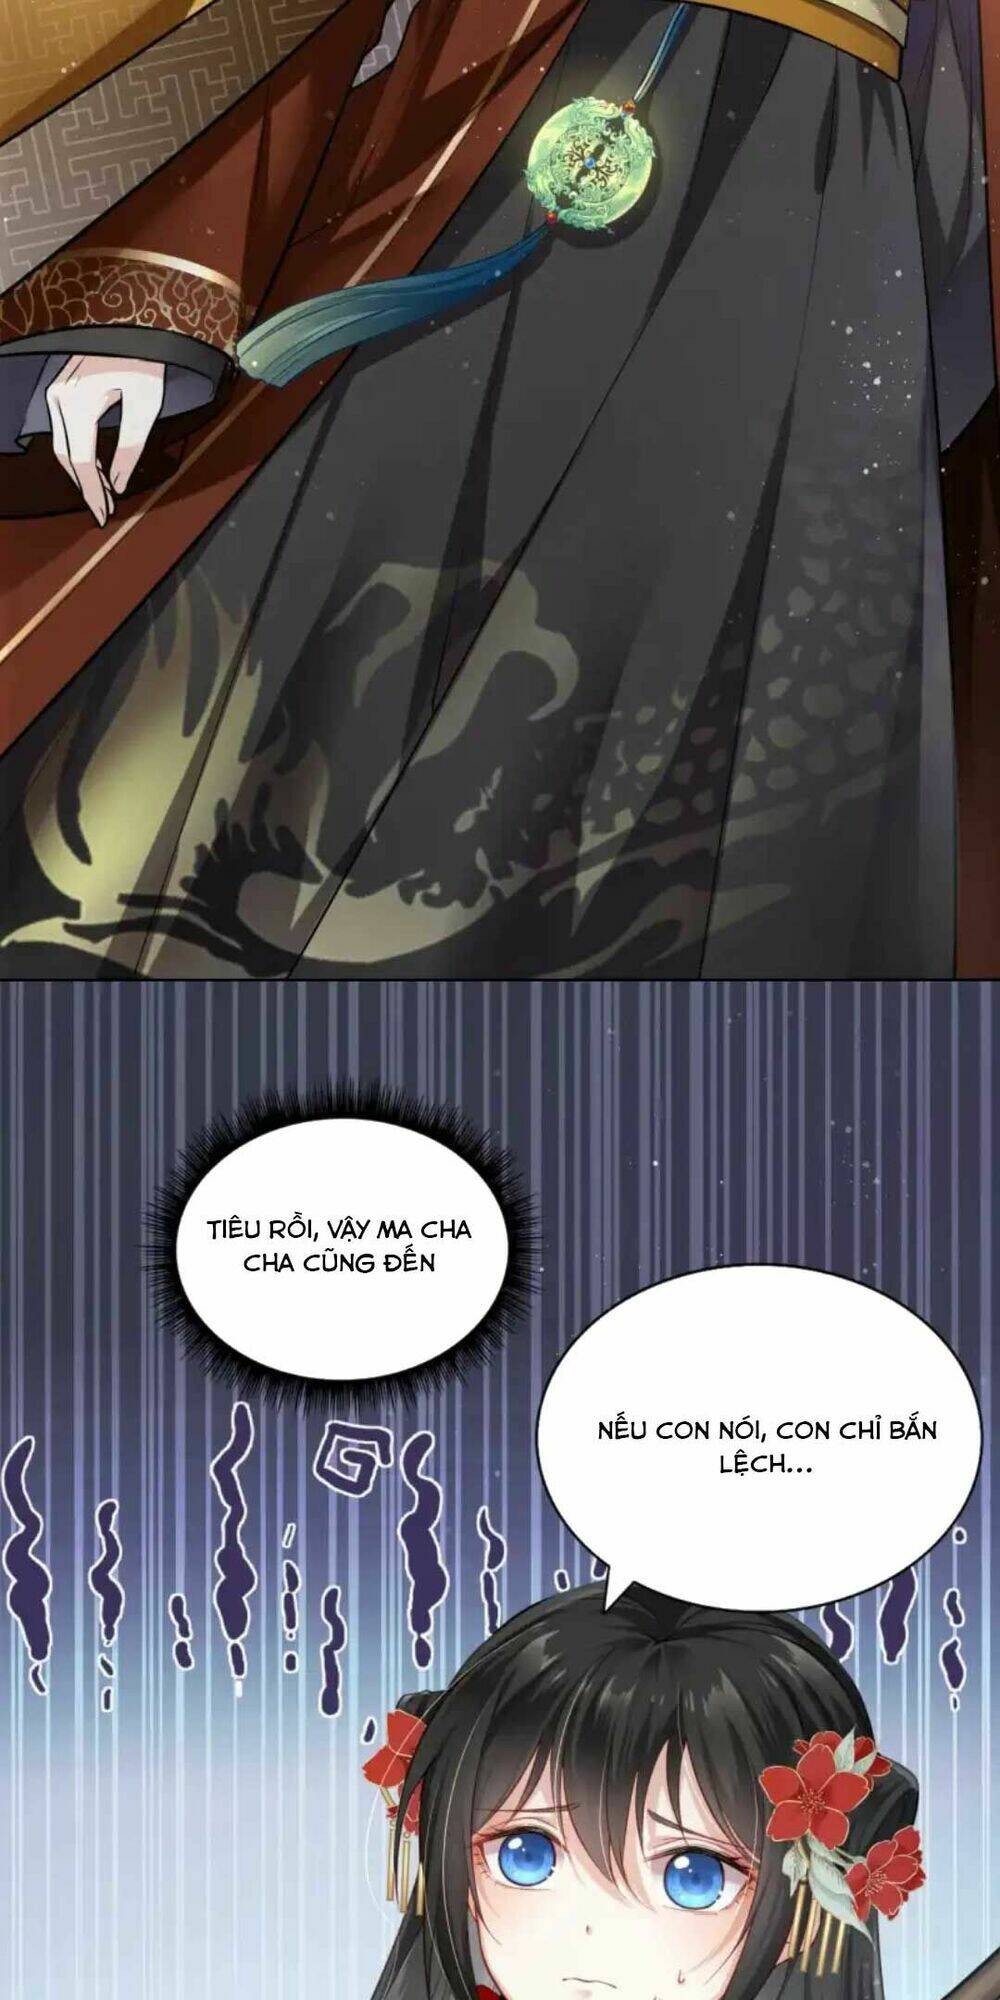 TIÊU RỒI, VẬY MA CHA
CHA CŨNG ĐẾN
NẾU CON NÓI, CON CHỈ BẮN
LỆCH...